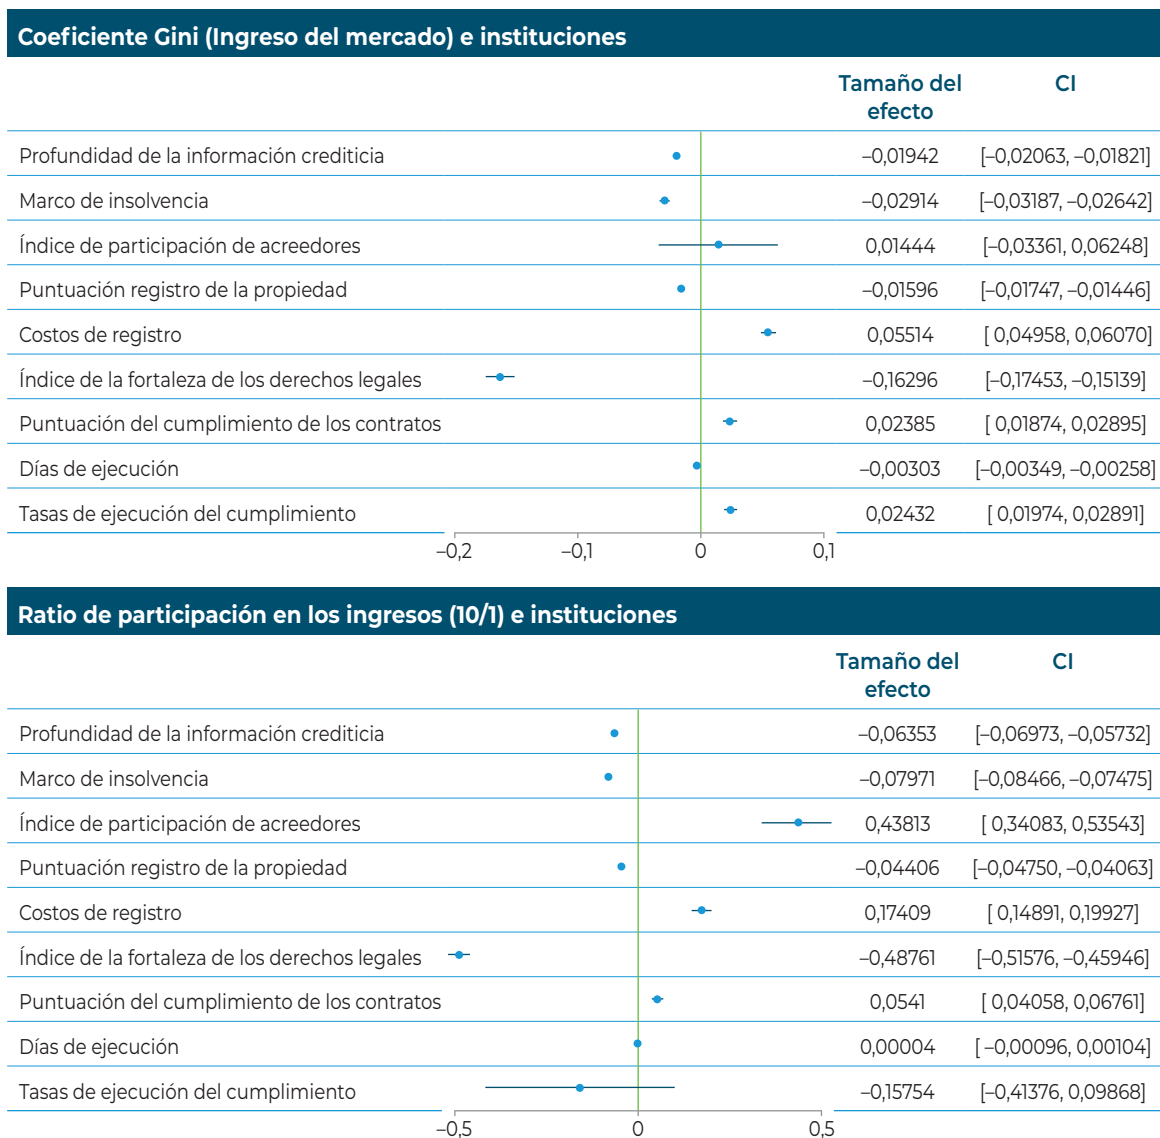 Coeficiente Gini (Ingreso del mercado) e instituciones
Tamaño del efecto CI
Profundidad de la información crediticia –0,01942 [–0,02063, –0,01821]
Marco de insolvencia –0,02914 [–0,03187, –0,02642]
Índice de participación de acreedores 0,01444 [–0,03361, 0,06248]
Puntuación registro de la propiedad –0,01596 [–0,01747, –0,01446]
Costos de registro 0,05514 [ 0,04958, 0,06070]
Índice de la fortaleza de los derechos legales –0,16296 [–0,17453, –0,15139]
Puntuación del cumplimiento de los contratos 0,02385 [ 0,01874, 0,02895]
Días de ejecución –0,00303 [–0,00349, –0,00258]
Tasas de ejecución del cumplimiento 0,02432 [ 0,01974, 0,02891]
–0,2 –0,1 0 0,1
Ratio de participación en los ingresos (10/1) e instituciones
Tamaño del efecto CI
Profundidad de la información crediticia –0,06353 [–0,06973, –0,05732]
Marco de insolvencia –0,07971 [–0,08466, –0,07475]
Índice de participación de acreedores 0,43813 [ 0,34083, 0,53543]
Puntuación registro de la propiedad –0,04406 [–0,04750, –0,04063]
Costos de registro 0,17409 [ 0,14891, 0,19927]
Índice de la fortaleza de los derechos legales –0,48761 [–0,51576, –0,45946]
Puntuación del cumplimiento de los contratos 0,0541 [ 0,04058, 0,06761]
Días de ejecución 0,00004 [ –0,00096, 0,00104]
Tasas de ejecución del cumplimiento –0,15754 [–0,41376, 0,09868]
–0,5 0 0,5